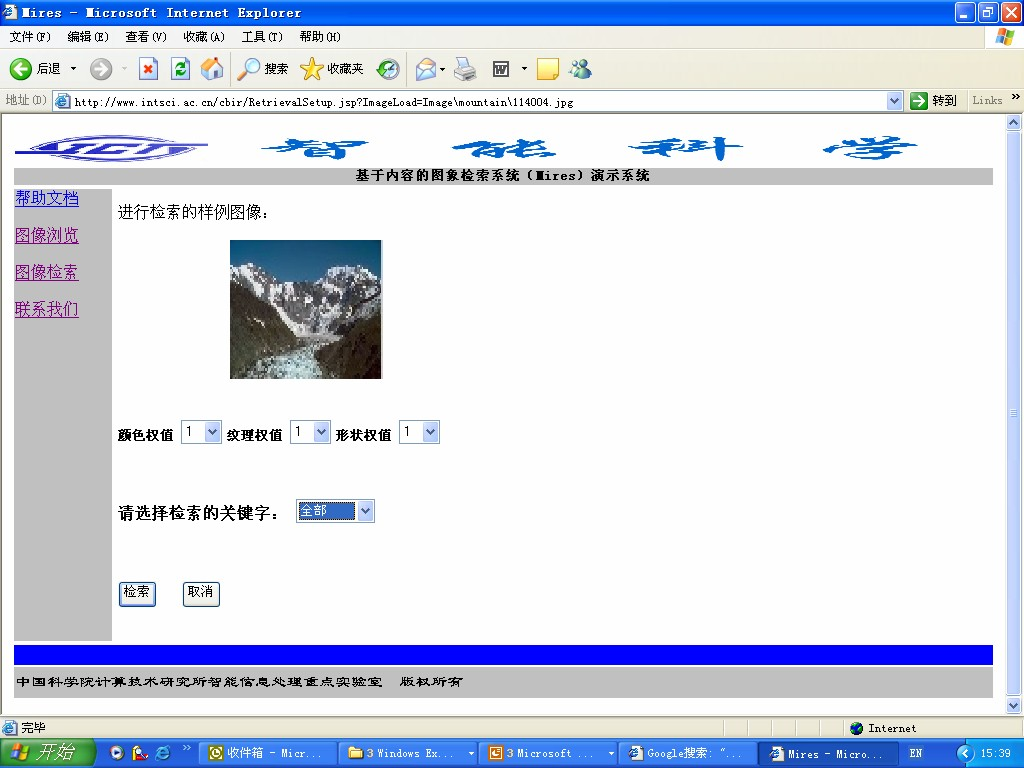 Mires - Microsoft Internet Explorer
文件(F) 编辑(E) 查看(V) 收藏(A) 工具(T) 帮助(H)
后退 搜索 收藏夹
地址(D) http://www.intsci.ac.cn/cbir/RetrievalSetup.jsp?ImageLoad=Image\mountain\114004.jpg 转到 Links »
智能科学
基于内容的图象检索系统（Mires）演示系统
帮助文档
图像浏览
图像检索
联系我们
进行检索的样例图像:
颜色权值 1 纹理权值 1 形状权值 1
请选择检索的关键字： 全部
检索 取消
中国科学院计算技术研究所智能信息处理重点实验室 版权所有
完毕 Internet
开始 » 收件箱 - Micr... 3 Windows Ex... 3 Microsoft ... Google搜索: "... Mires - Micro... EN 15:39